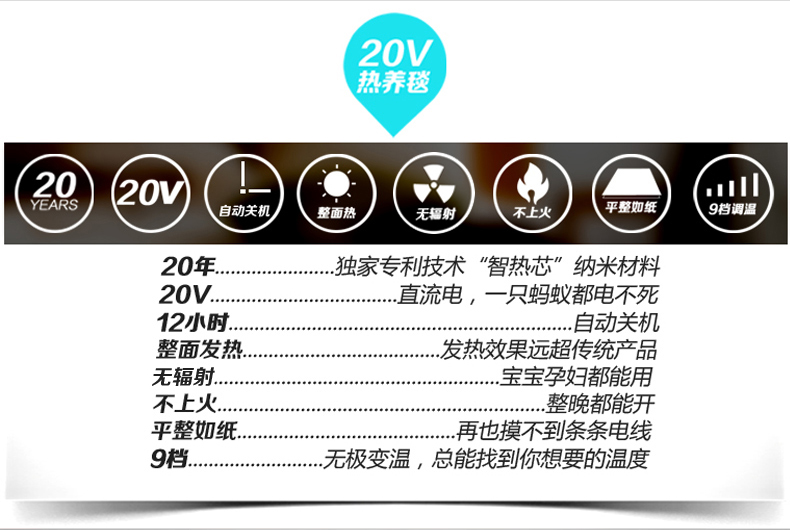 20V
热养毯
20
YEARS
20V
自动关机
整面热
无辐射
不上火
平整如纸
9档调温
20年......................独家专利技术“智热芯”纳米材料
20V..................................直流电，一只蚂蚁都电不死
12小时...............................................................自动关机
整面发热....................................发热效果远超传统产品
无辐射.....................................................宝宝孕妇都能用
不上火.............................................................整晚都能开
平整如纸........................................再也摸不到条条电线
9档.........................无极变温，总能找到你想要的温度